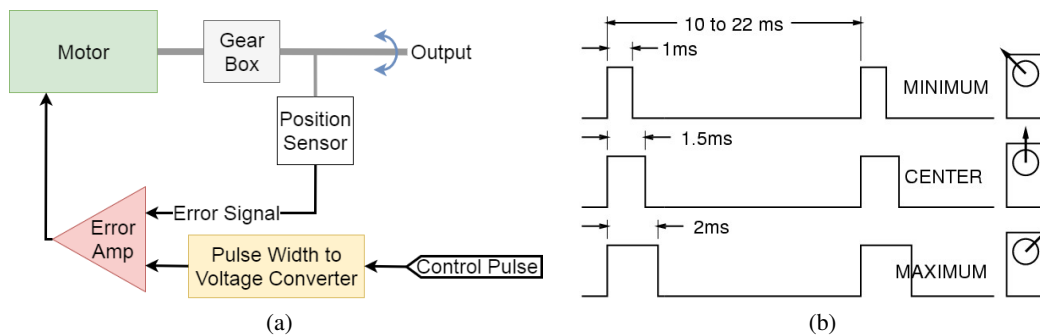 Motor
Gear
Box
Output
Position
Sensor
Error Signal
Error
Amp
Pulse Width to
Voltage Converter
Control Pulse
(a)
10 to 22 ms
1ms
MINIMUM
1.5ms
CENTER
2ms
MAXIMUM
(b)